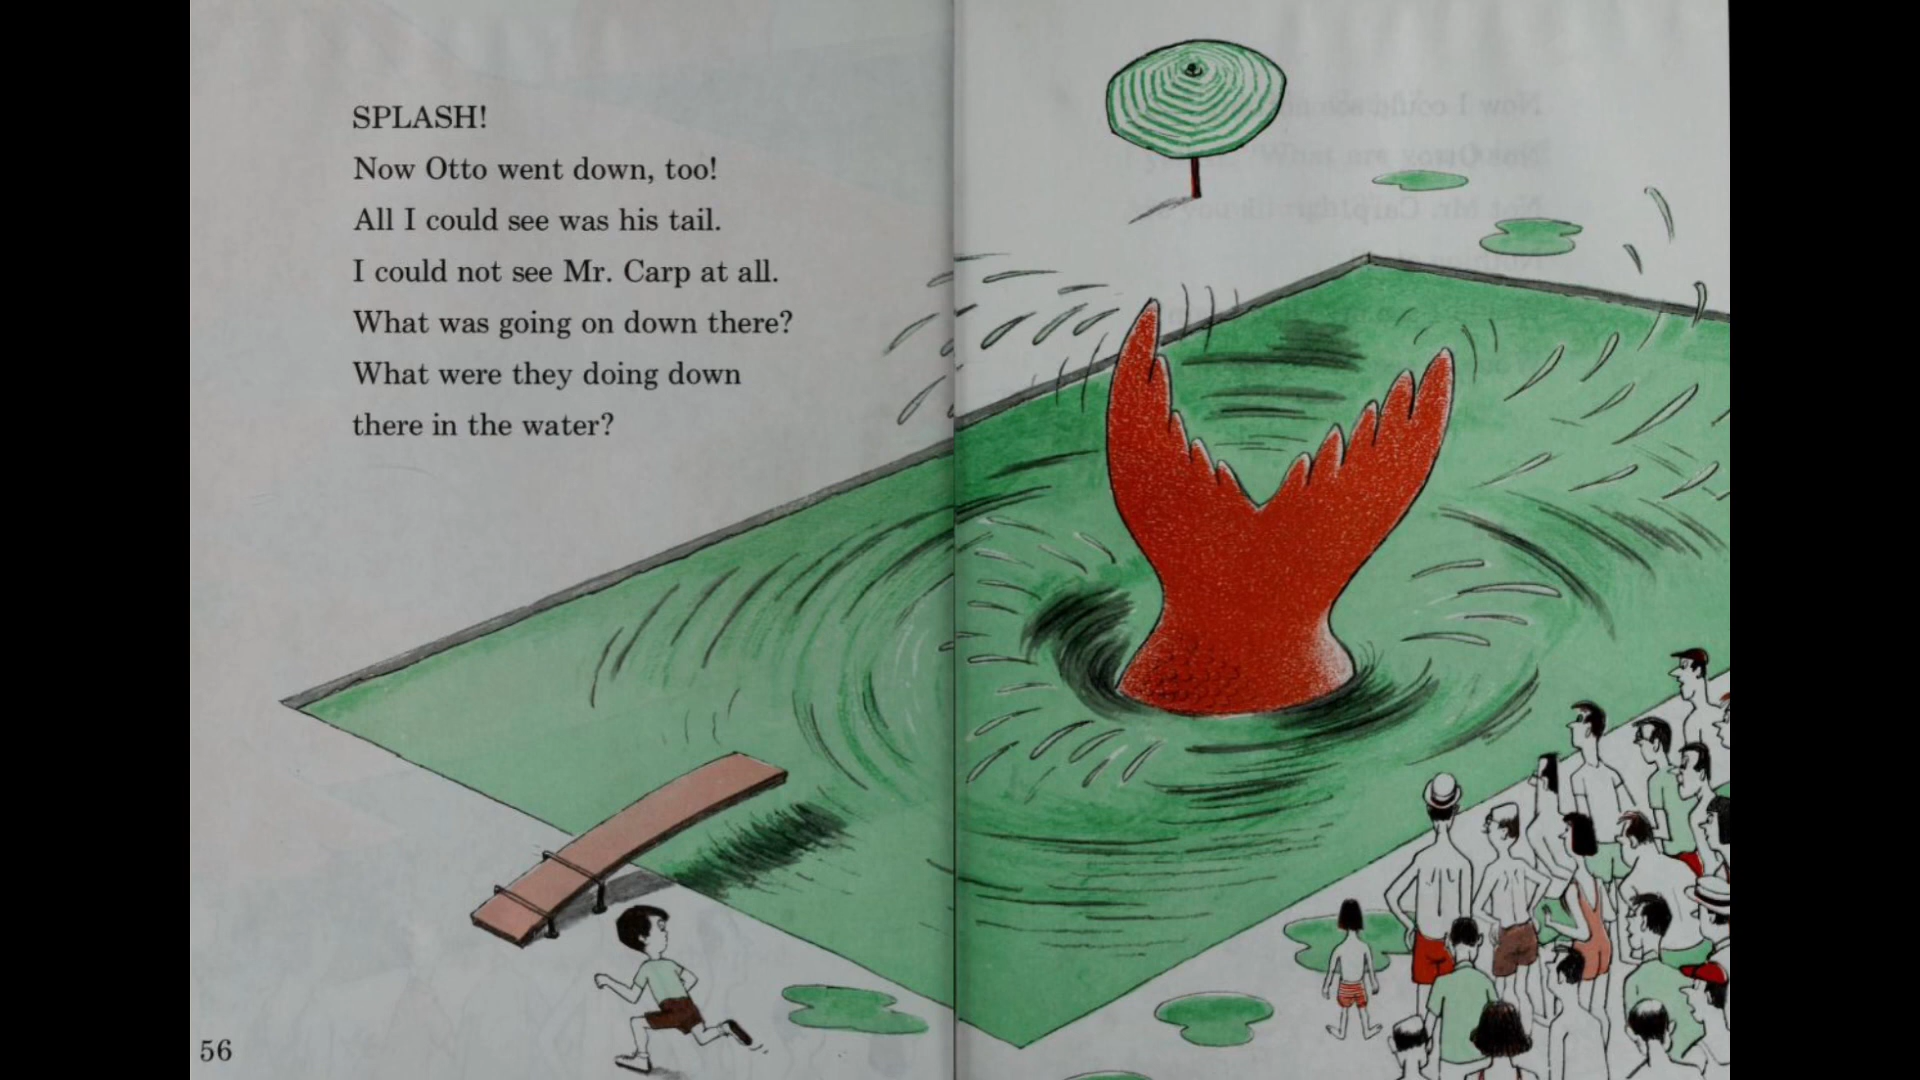 SPLASH!
Now Otto went down, too!
All I could see was his tail.
I could not see Mr. Carp at all.
What was going on down there?
What were they doing down
there in the water?
56